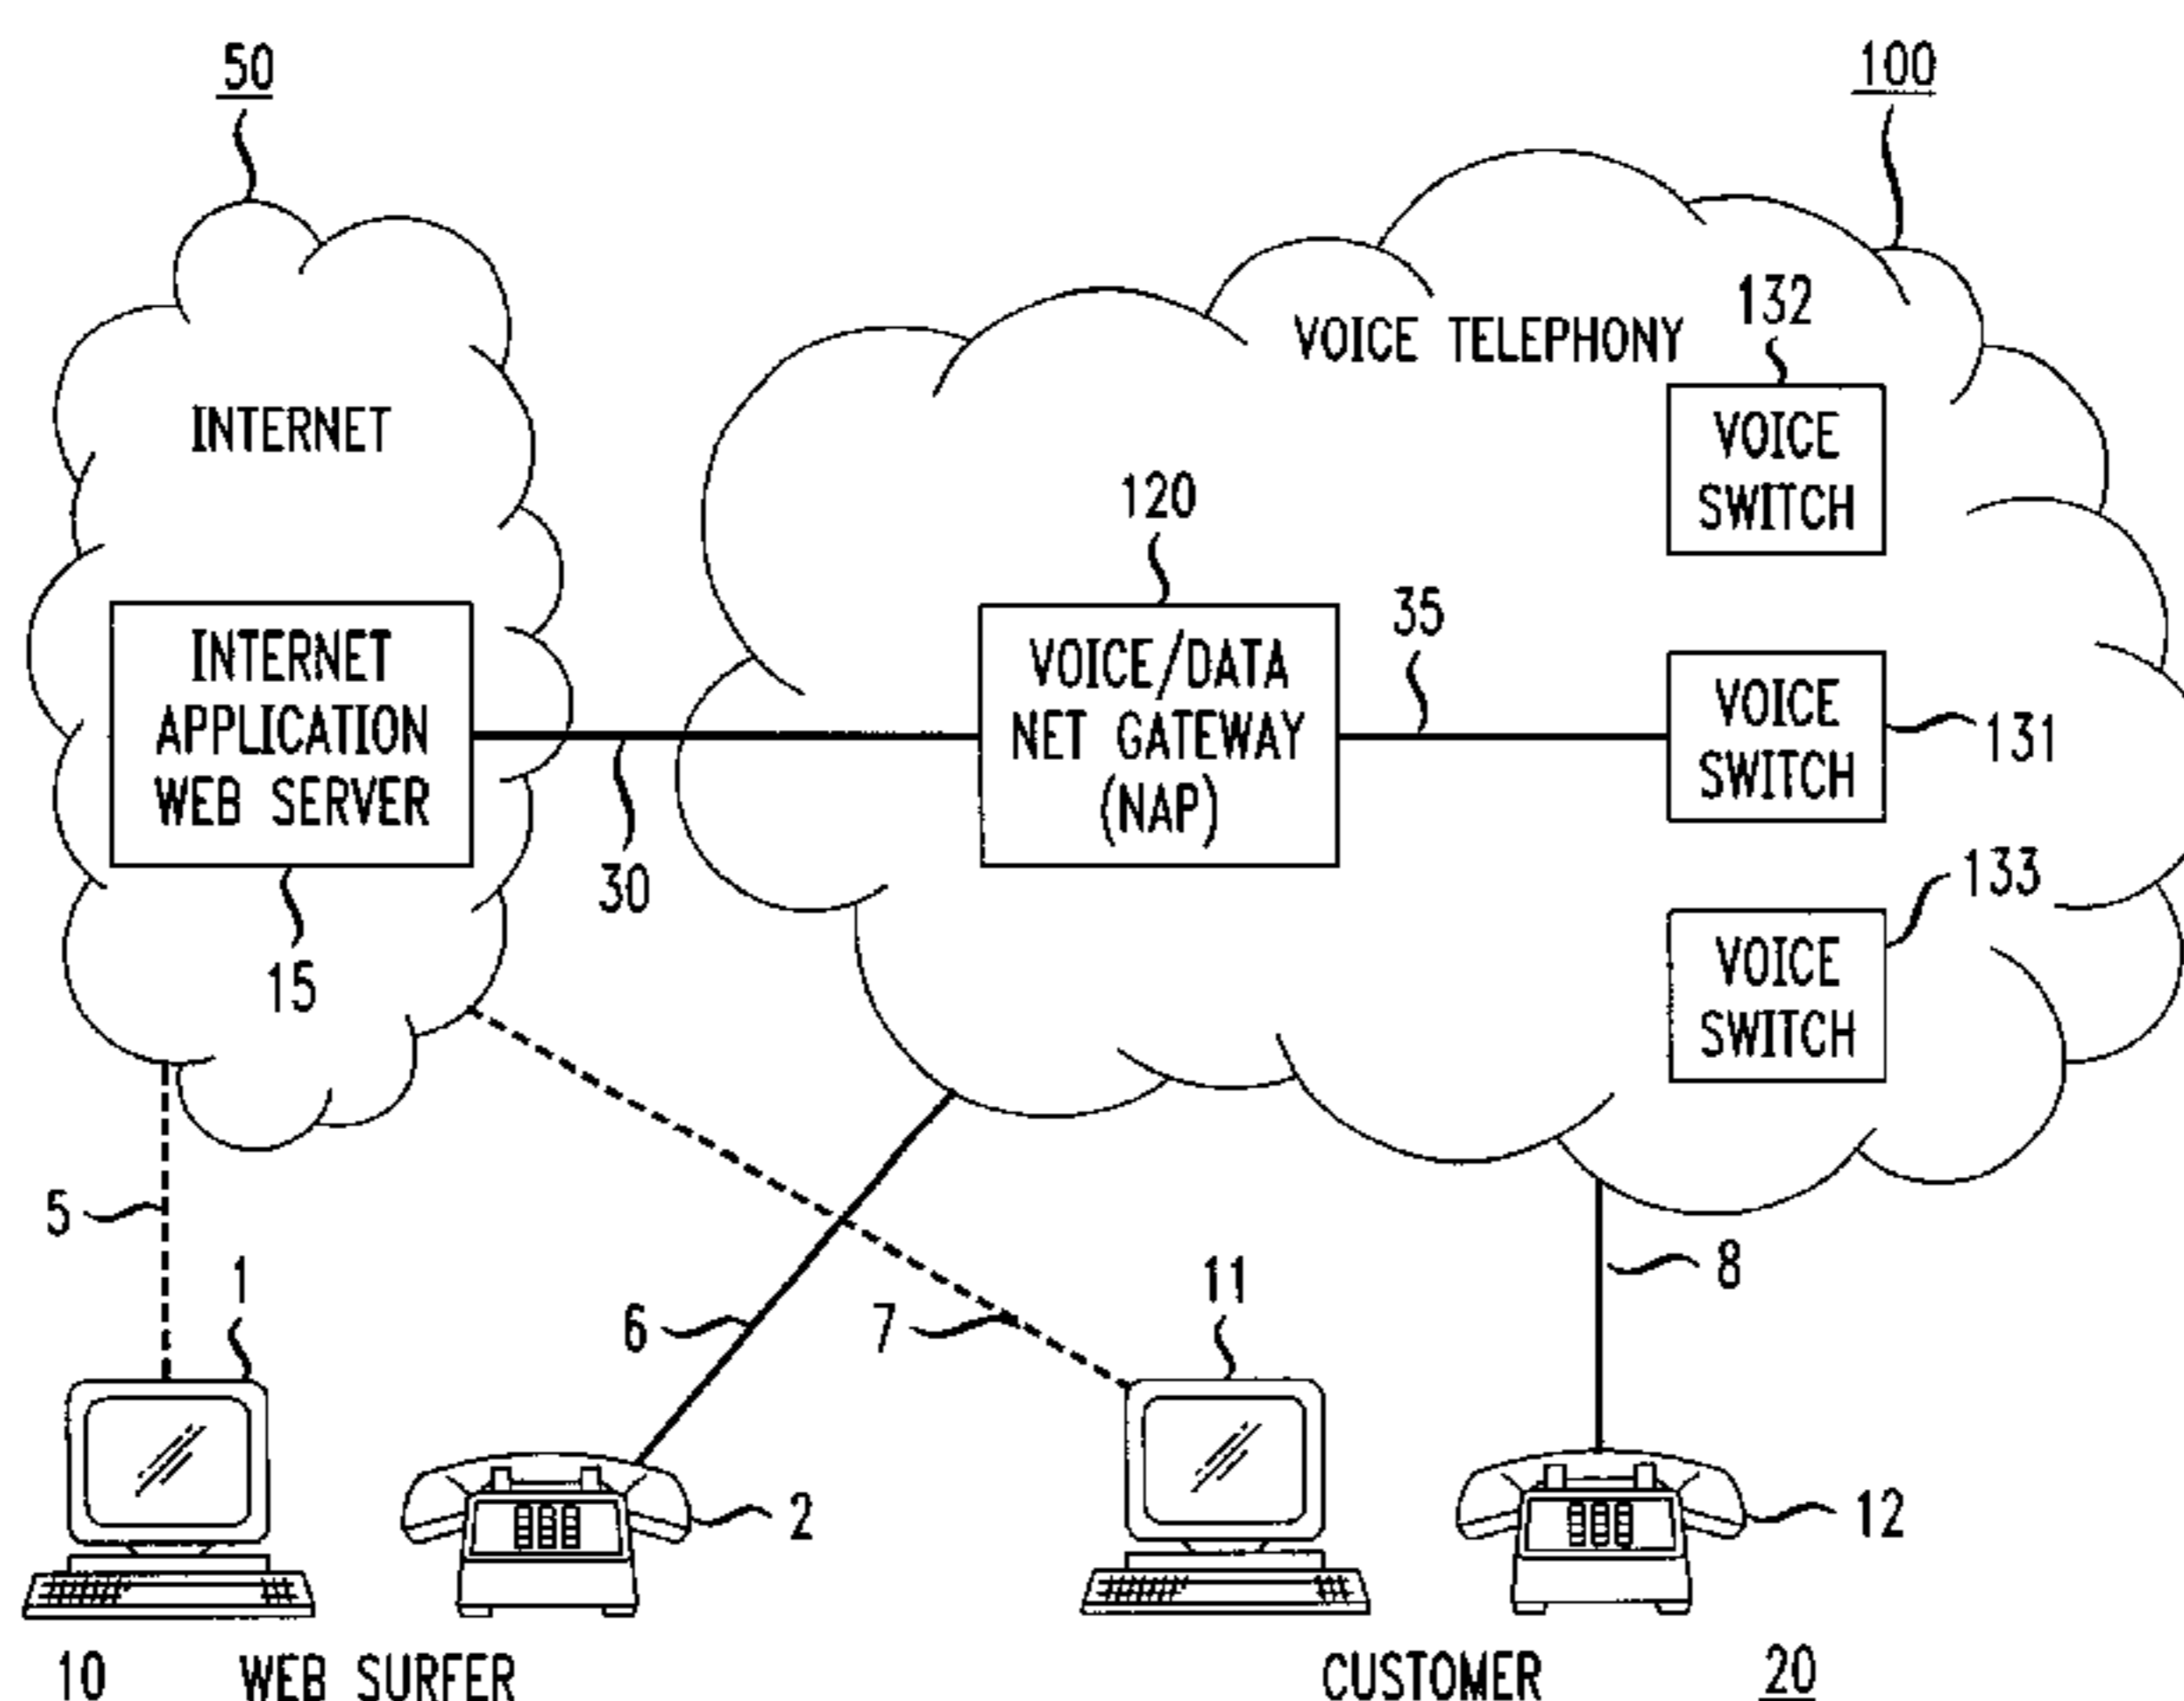 50
100
132
VOICE TELEPHONY
VOICE
SWITCH
INTERNET
120
35
INTERNET
APPLICATION
WEB SERVER
VOICE/DATA
NET GATEWAY
(NAP)
VOICE
SWITCH
131
30
133
15
VOICE
SWITCH
5
1
6
7
11
8
2
12
10
WEB SURFER
CUSTOMER
20